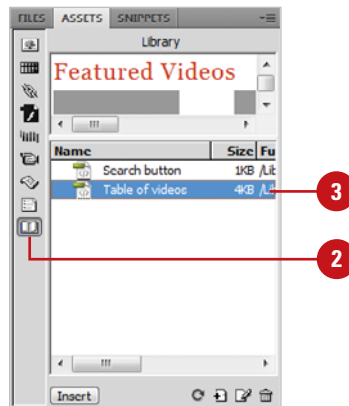 FILES ASSETS SNIPPETS
Library
Featured Videos
Name Size Fu
Search button 1KB /Lib
Table of videos 4KB /Lib
3
2
Insert